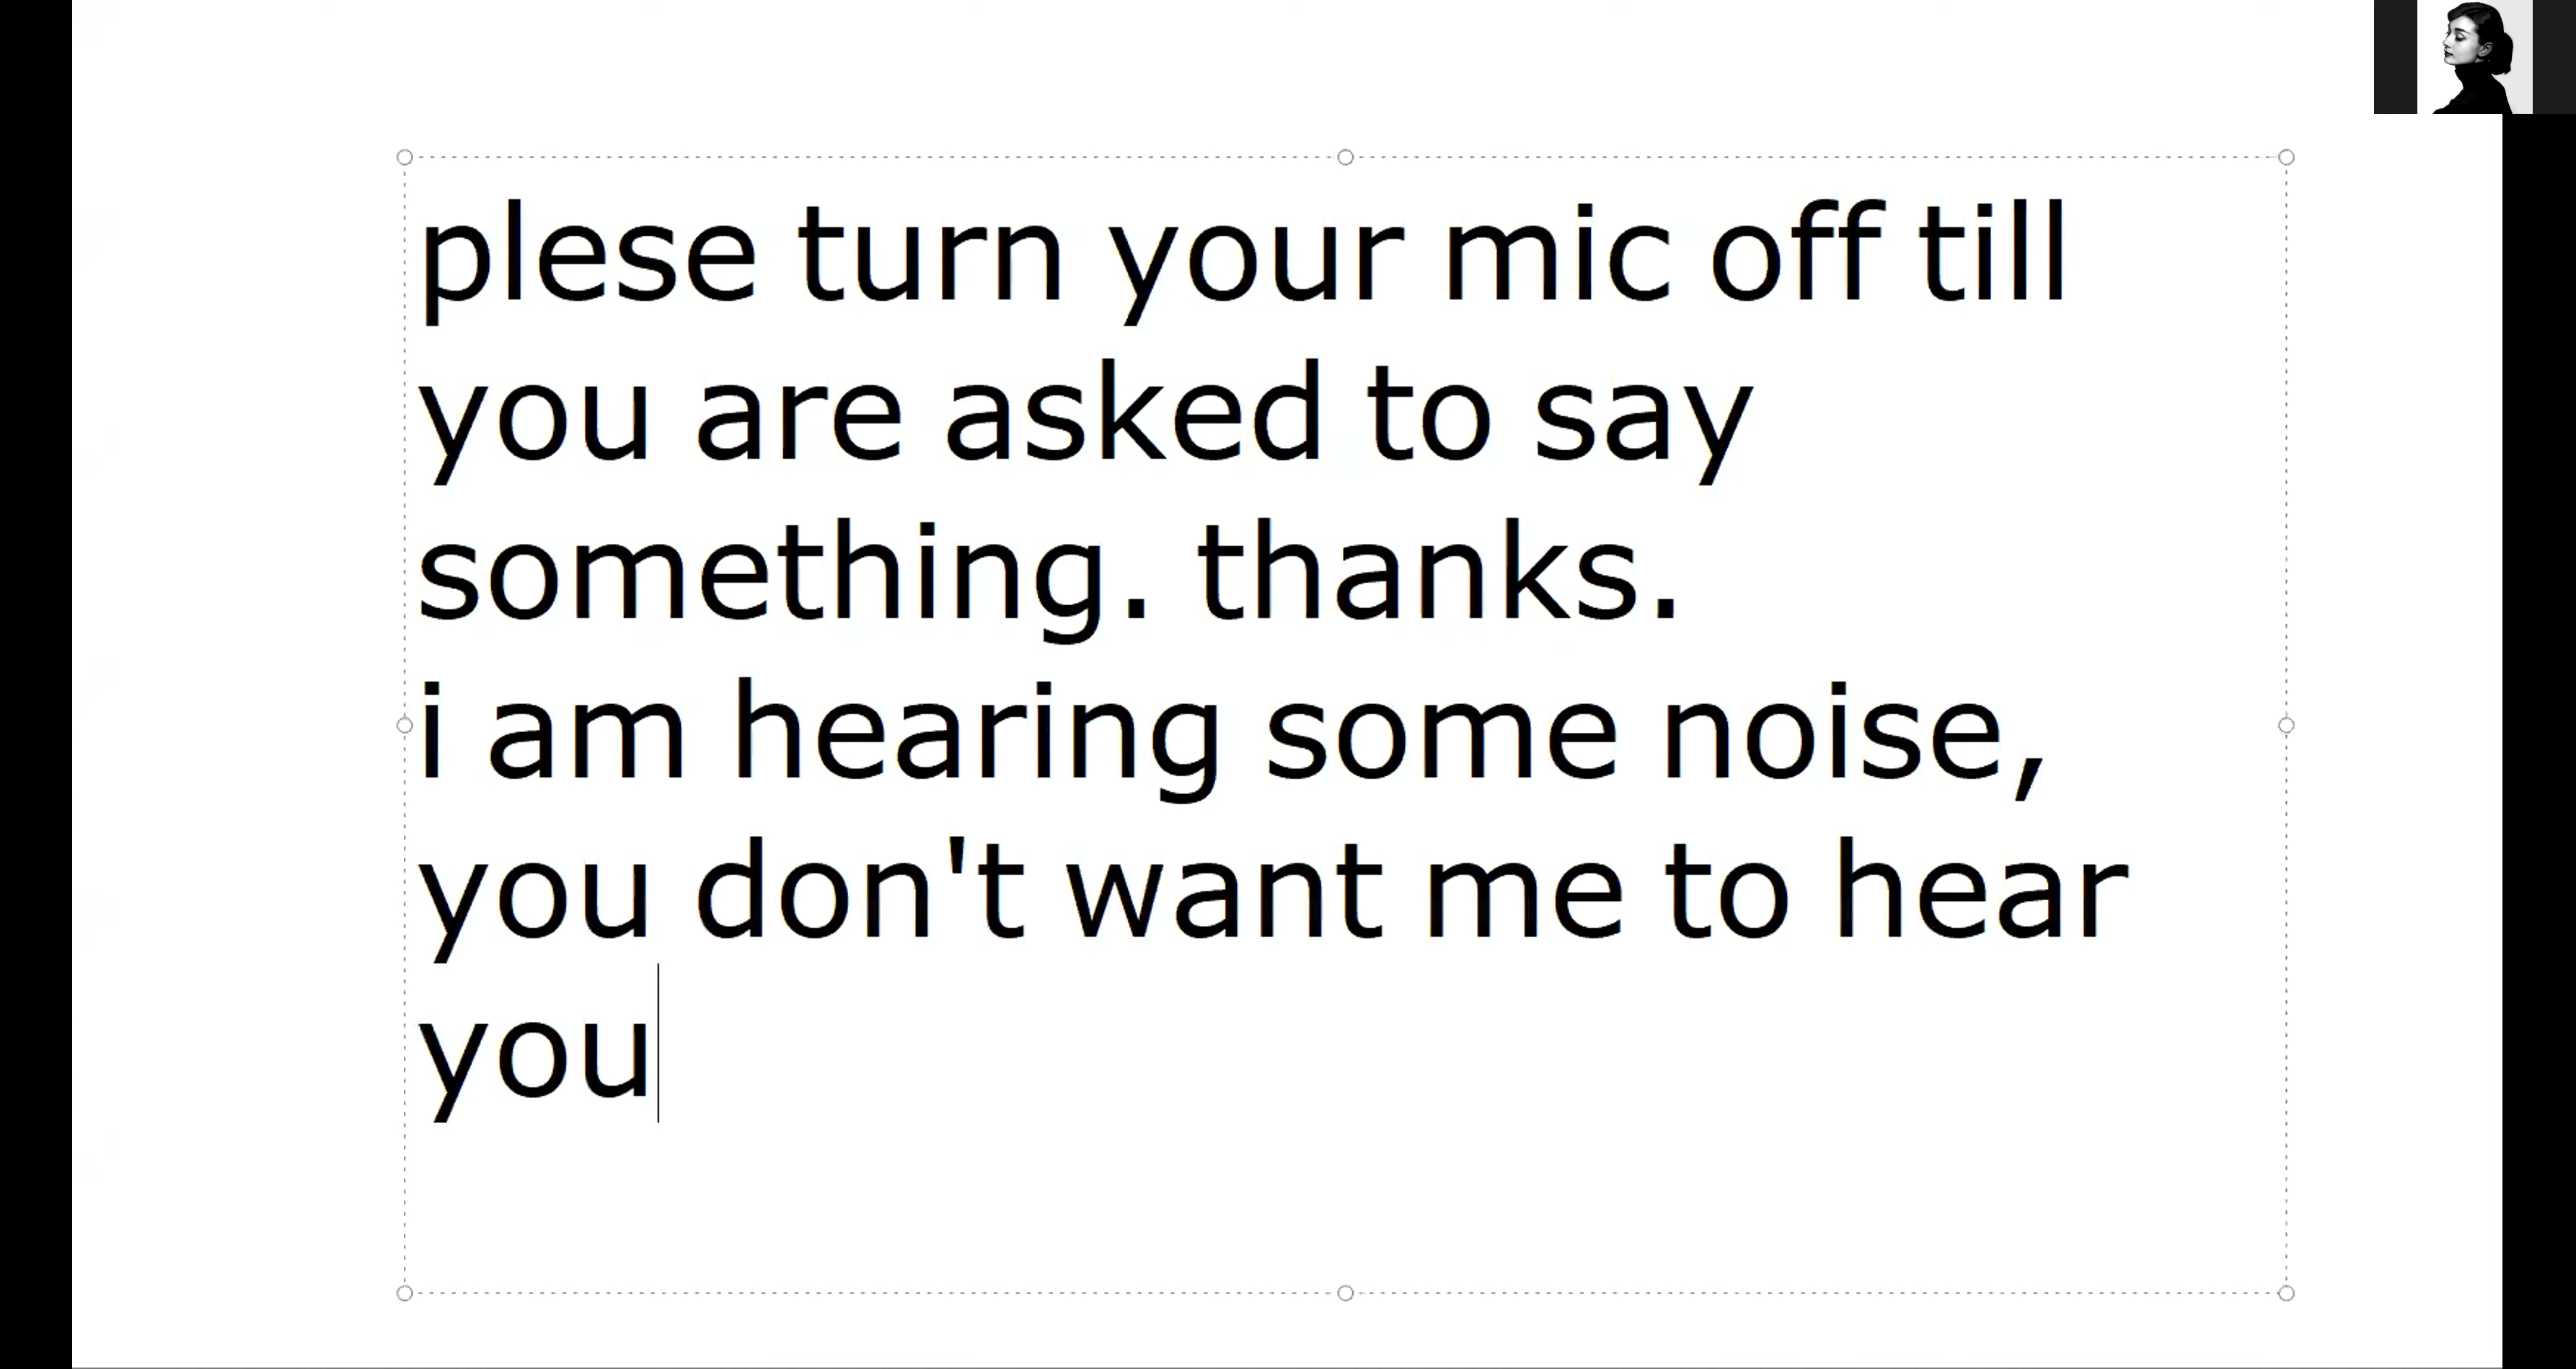 plese turn your mic off till
you are asked to say
something. thanks.
i am hearing some noise,
you don't want me to hear
you